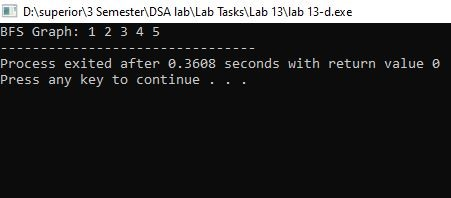 D:\superior\3 Semester\DSA lab\Lab Tasks\Lab 13\lab 13-d.exe
BFS Graph: 1 2 3 4 5
--------------------------------
Process exited after 0.3608 seconds with return value 0
Press any key to continue . . .